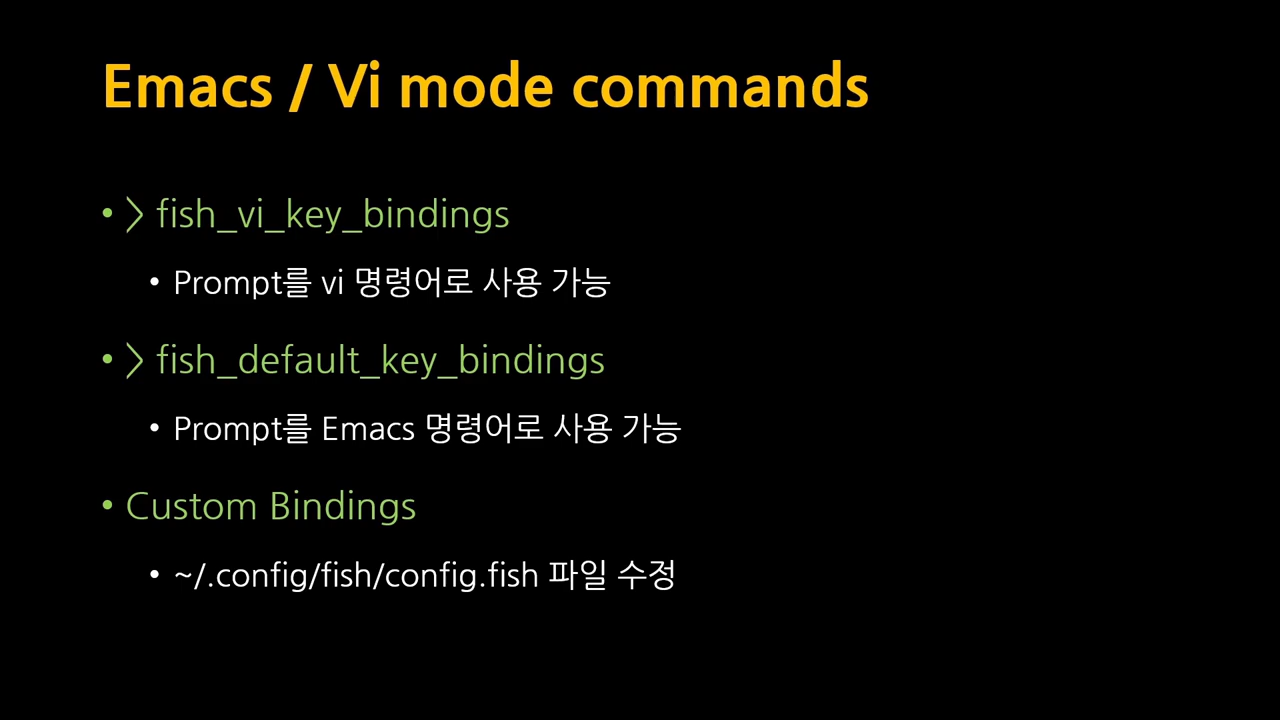 Emacs / Vi mode commands
• > fish_vi_key_bindings
• Prompt를 vi 명령어로 사용 가능
• > fish_default_key_bindings
• Prompt를 Emacs 명령어로 사용 가능
• Custom Bindings
• ~/.config/fish/config.fish 파일 수정